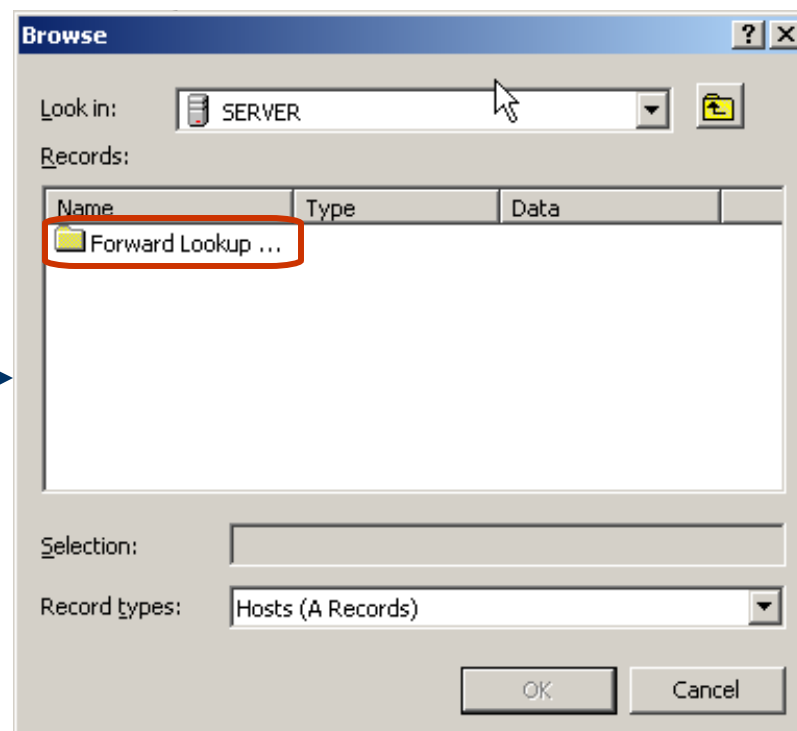 Browse
Look in: SERVER
Records:
Name Type Data
Forward Lookup ...
Selection:
Record types: Hosts (A Records)
OK Cancel